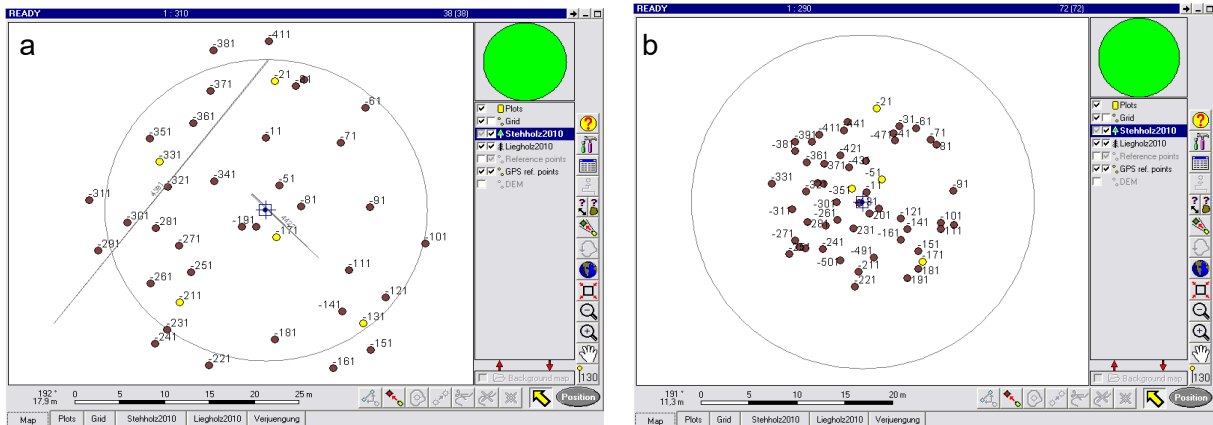 a
READY 1 : 310 38 (38)
-411
-381
-21
-371
-61
-361
-351
-11
-71
-331
-341
-321
-51
-311
-81
-91
-301
-281
-191
-171
-291
-271
-101
-251
-261
-111
-211
-121
-141
-131
-231
-241
-181
-151
-221
-161
Plots
Grid
Stehholz2010
Liegholz2010
Reference points
GPS ref. points
DEM
Background map
130
192 °
17,9 m
0 5 10 15 20 25 m
Position
Map Plots Grid Stehholz2010 Liegholz2010 Verjuengung
b
READY 1 : 290 72 (72)
-21
-411
-441
-31
-61
-391
-471
-41
-71
-381
-81
-421
-361
-371
-431
-51
-331
-351
-11
-91
-311
-301
-261
-201
-121
-141
-101
-111
-281
-231
-161
-271
-251
-241
-491
-151
-171
-501
-211
-181
-221
-191
Plots
Grid
Stehholz2010
Liegholz2010
Reference points
GPS ref. points
DEM
Background map
130
191 °
11,3 m
0 5 10 15 20 m
Position
Map Plots Grid Stehholz2010 Liegholz2010 Verjuengung